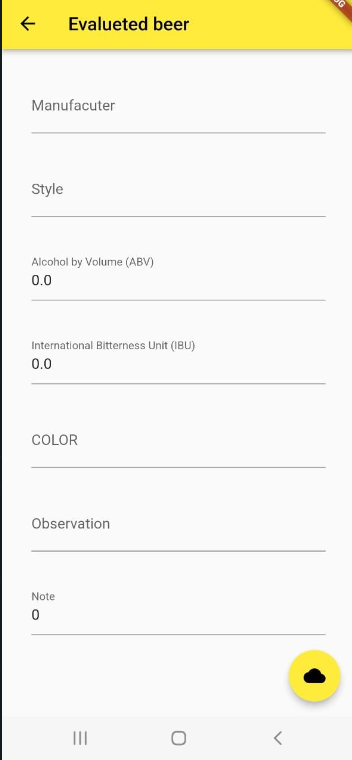 Evalueted beer
Manufacuter
Style
Alcohol by Volume (ABV)
0.0
International Bitterness Unit (IBU)
0.0
COLOR
Observation
Note
0